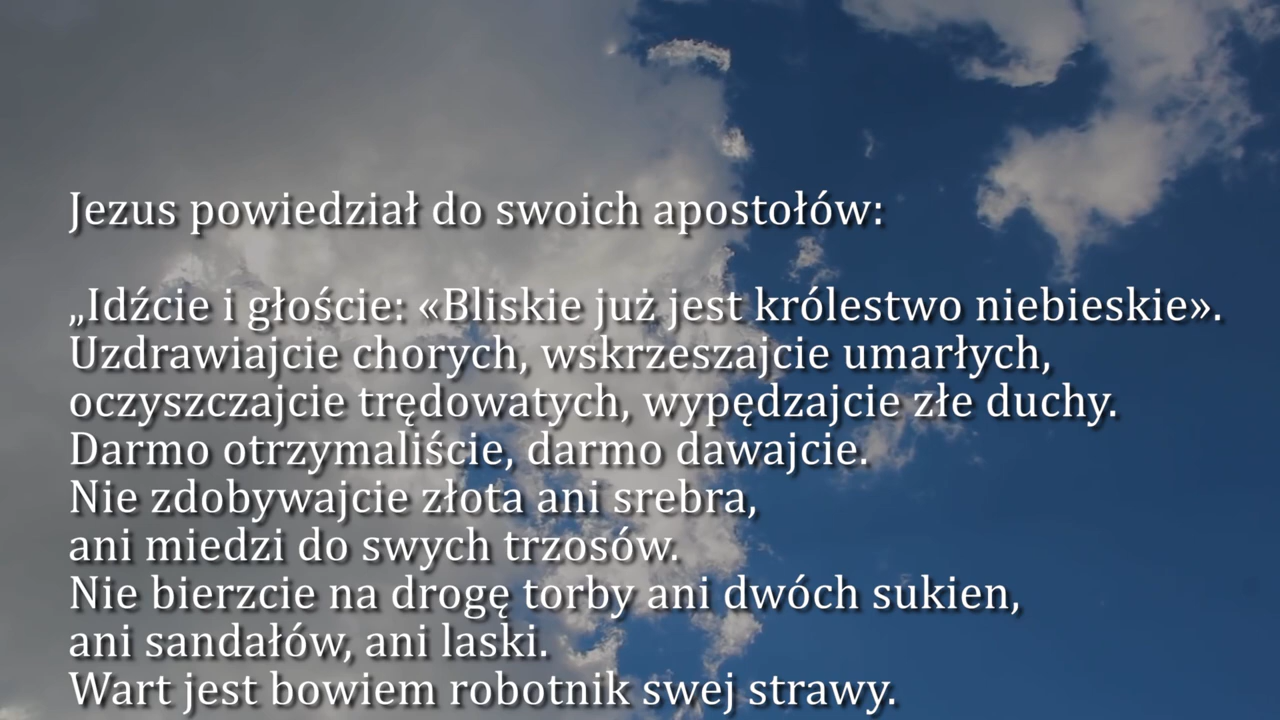 Jezus powiedział do swoich apostołów:
„Idźcie i głoście: «Bliskie już jest królestwo niebieskie».
Uzdrawiajcie chorych, wskrzeszajcie umarłych,
oczyszczajcie trędowatych, wypędzajcie złe duchy.
Darmo otrzymaliście, darmo dawajcie.
Nie zdobywajcie złota ani srebra,
ani miedzi do swych trzosów.
Nie bierzcie na drogę torby ani dwóch sukien,
ani sandałów, ani laski.
Wart jest bowiem robotnik swej strawy.